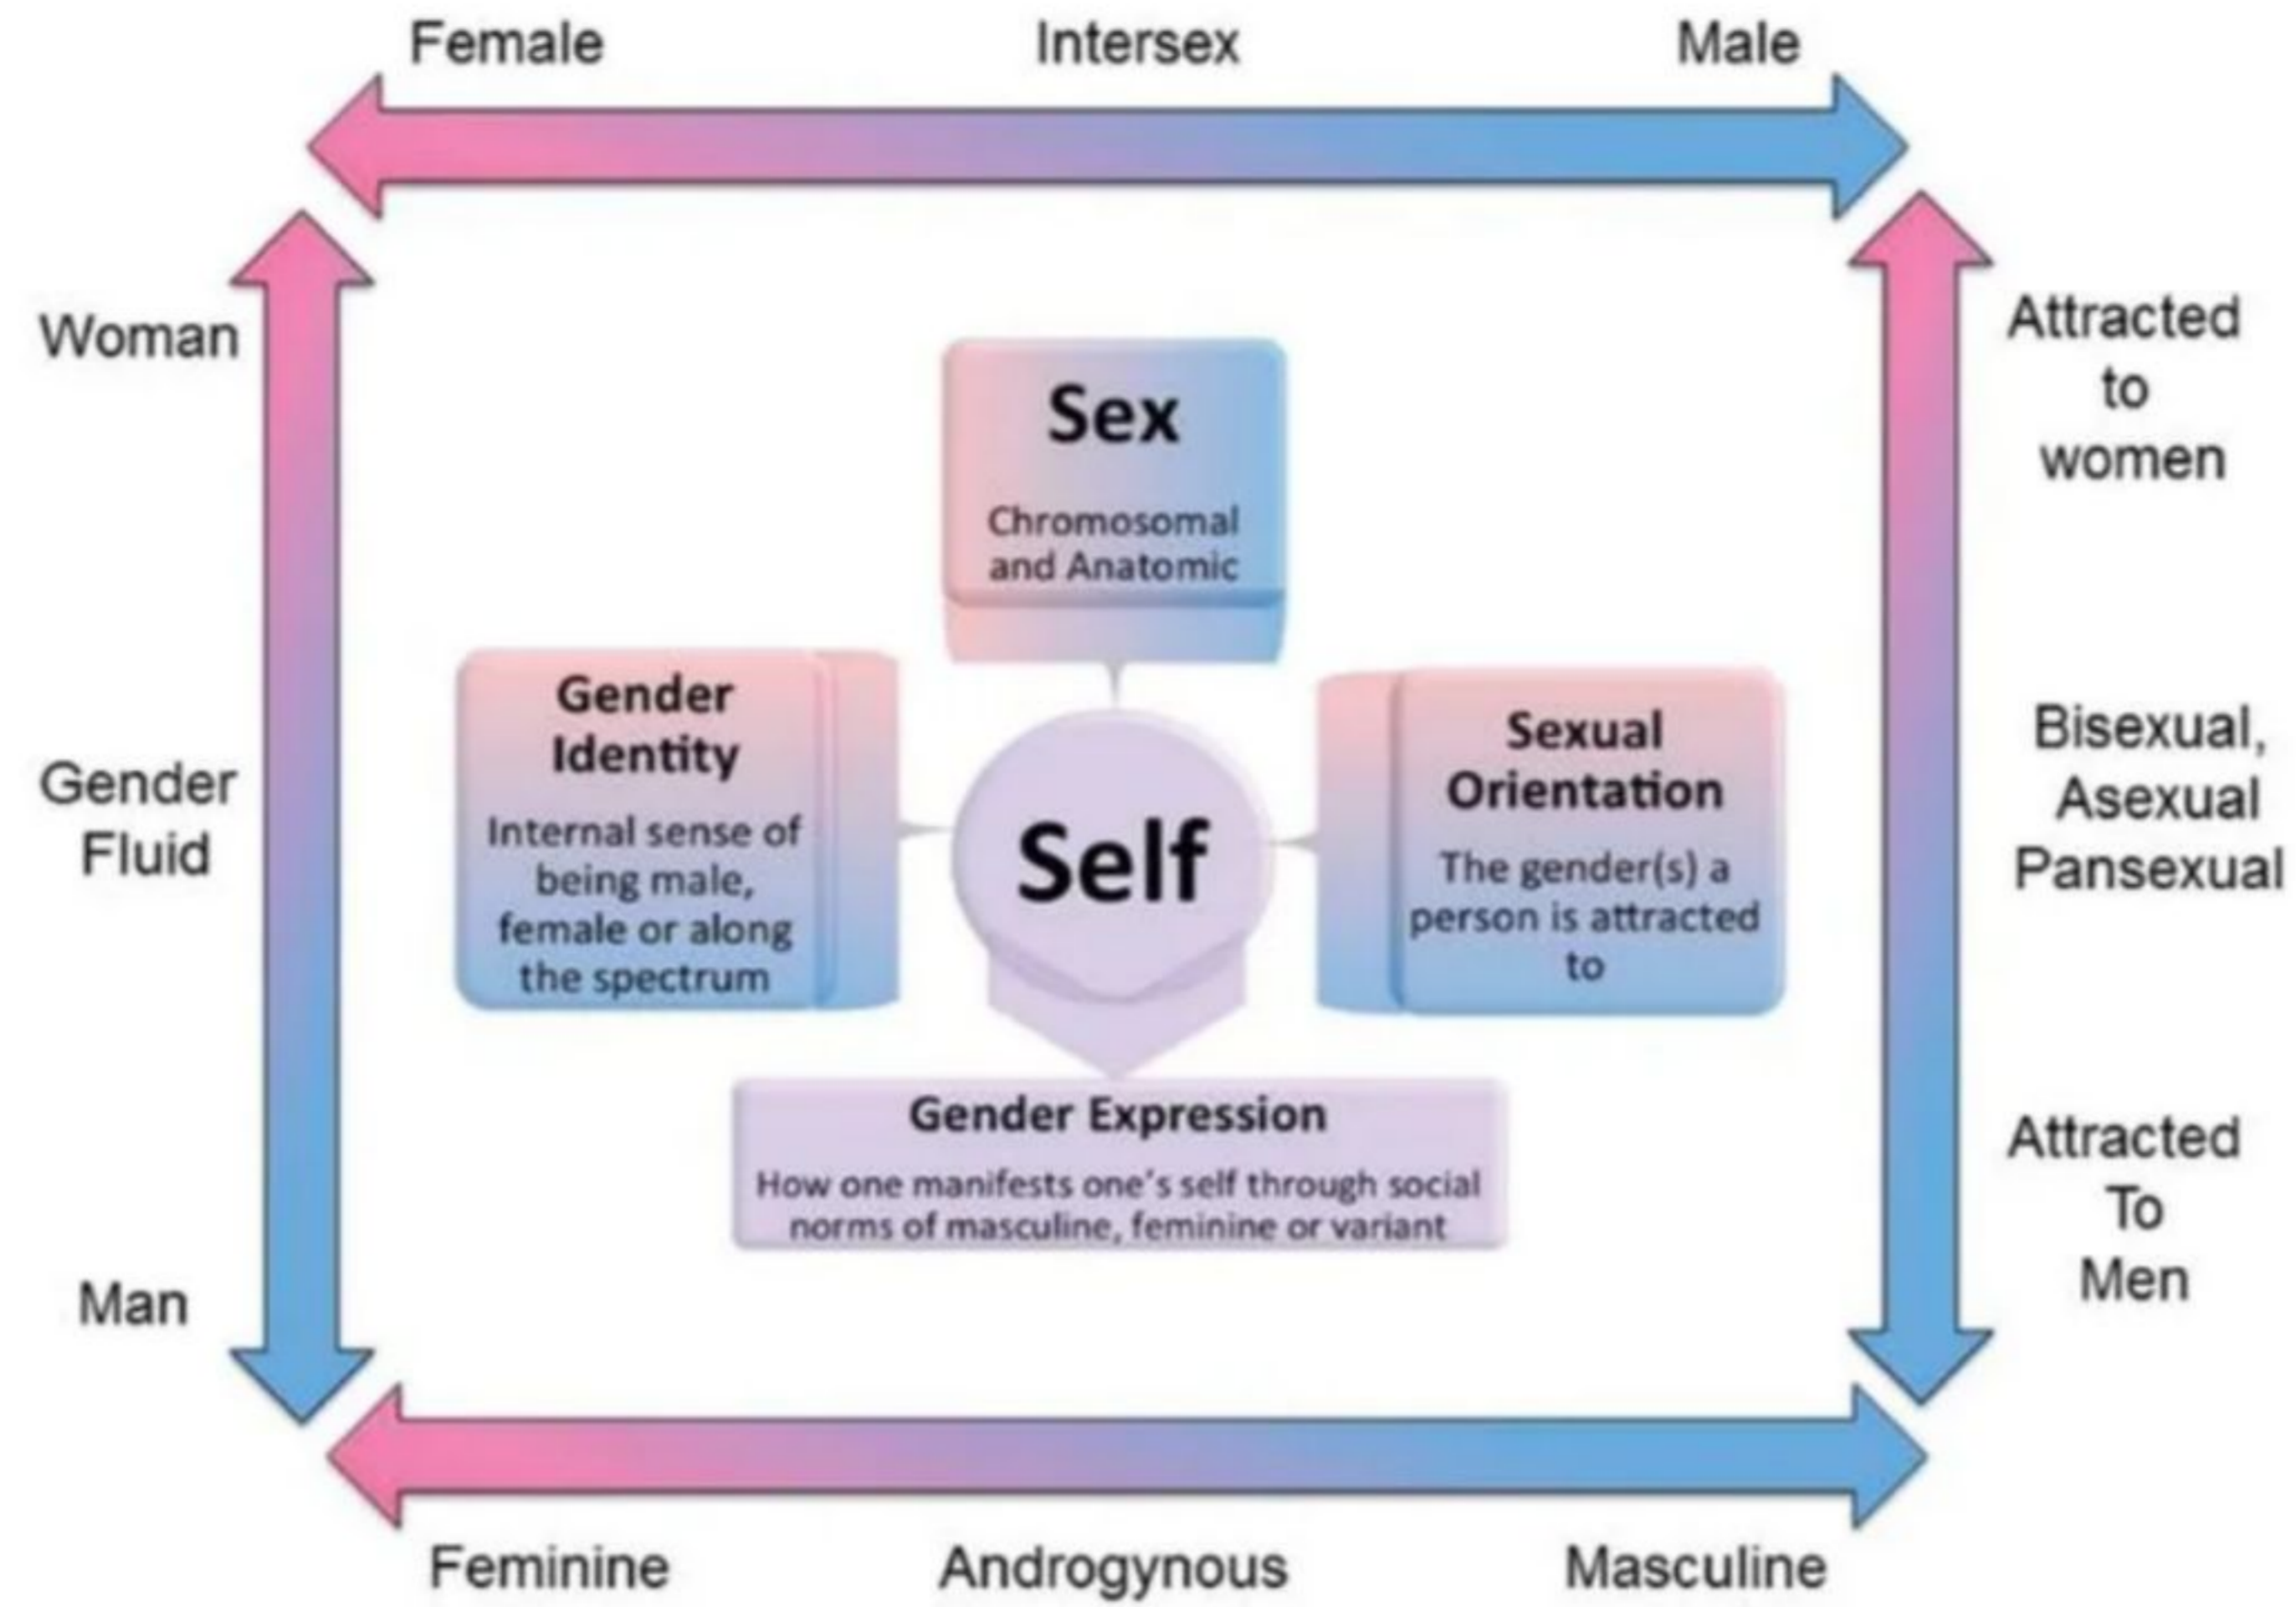 Female Intersex Male
Woman
Gender
Fluid
Man
Sex
Chromosomal
and Anatomic
Gender
Identity
Internal sense of
being male,
female or along
the spectrum
Self
Sexual
Orientation
The gender(s) a
person is attracted
to
Gender Expression
How one manifests one's self through social
norms of masculine, feminine or variant
Attracted
to
women
Bisexual,
Asexual
Pansexual
Attracted
To
Men
Feminine Androgynous Masculine